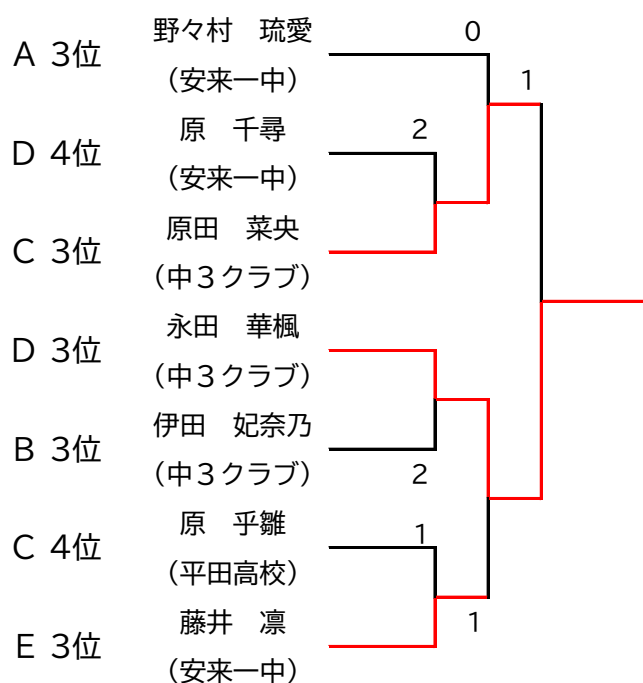 野々村　琉愛
0
A 3位
1
（安来一中）
原　千尋
2
D 4位
（安来一中）
原田　菜央
C 3位
（中３クラブ）
永田　華楓
D 3位
（中３クラブ）
伊田　妃奈乃
B 3位
（中３クラブ）
2
原　乎雛
1
C 4位
（平田高校）
藤井　凛
1
E 3位
（安来一中）